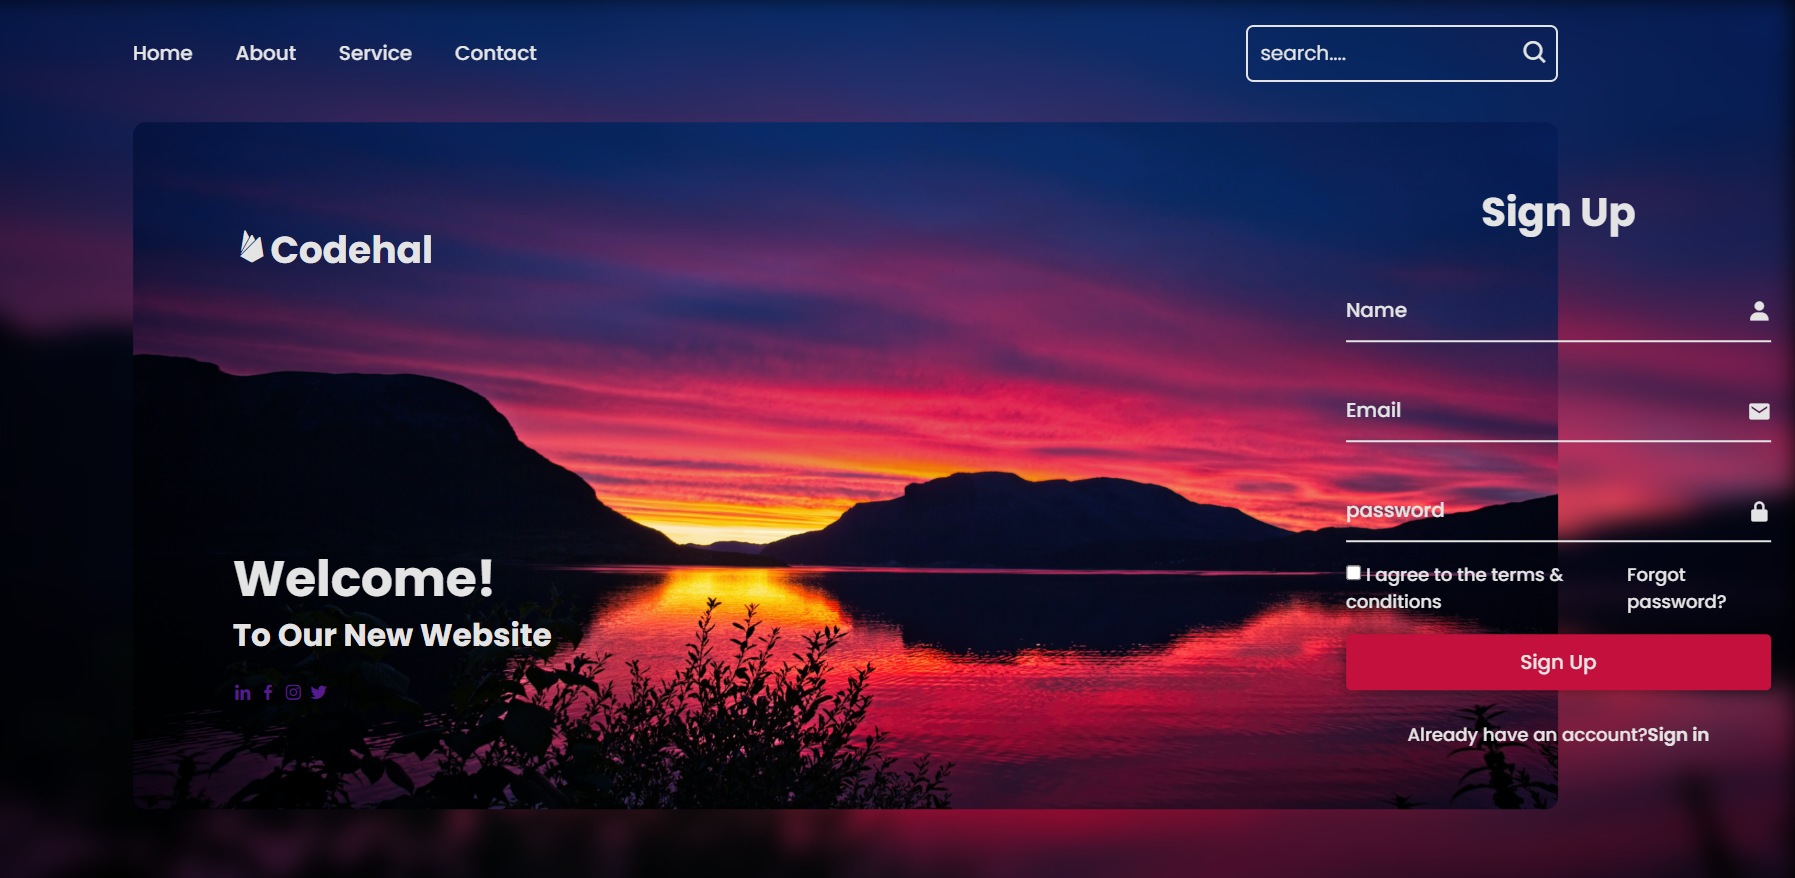 Home About Service Contact
search....
Codehal
Welcome!
To Our New Website
Sign Up
Name
Email
password
I agree to the terms & conditions
Forgot password?
Sign Up
Already have an account?Sign in